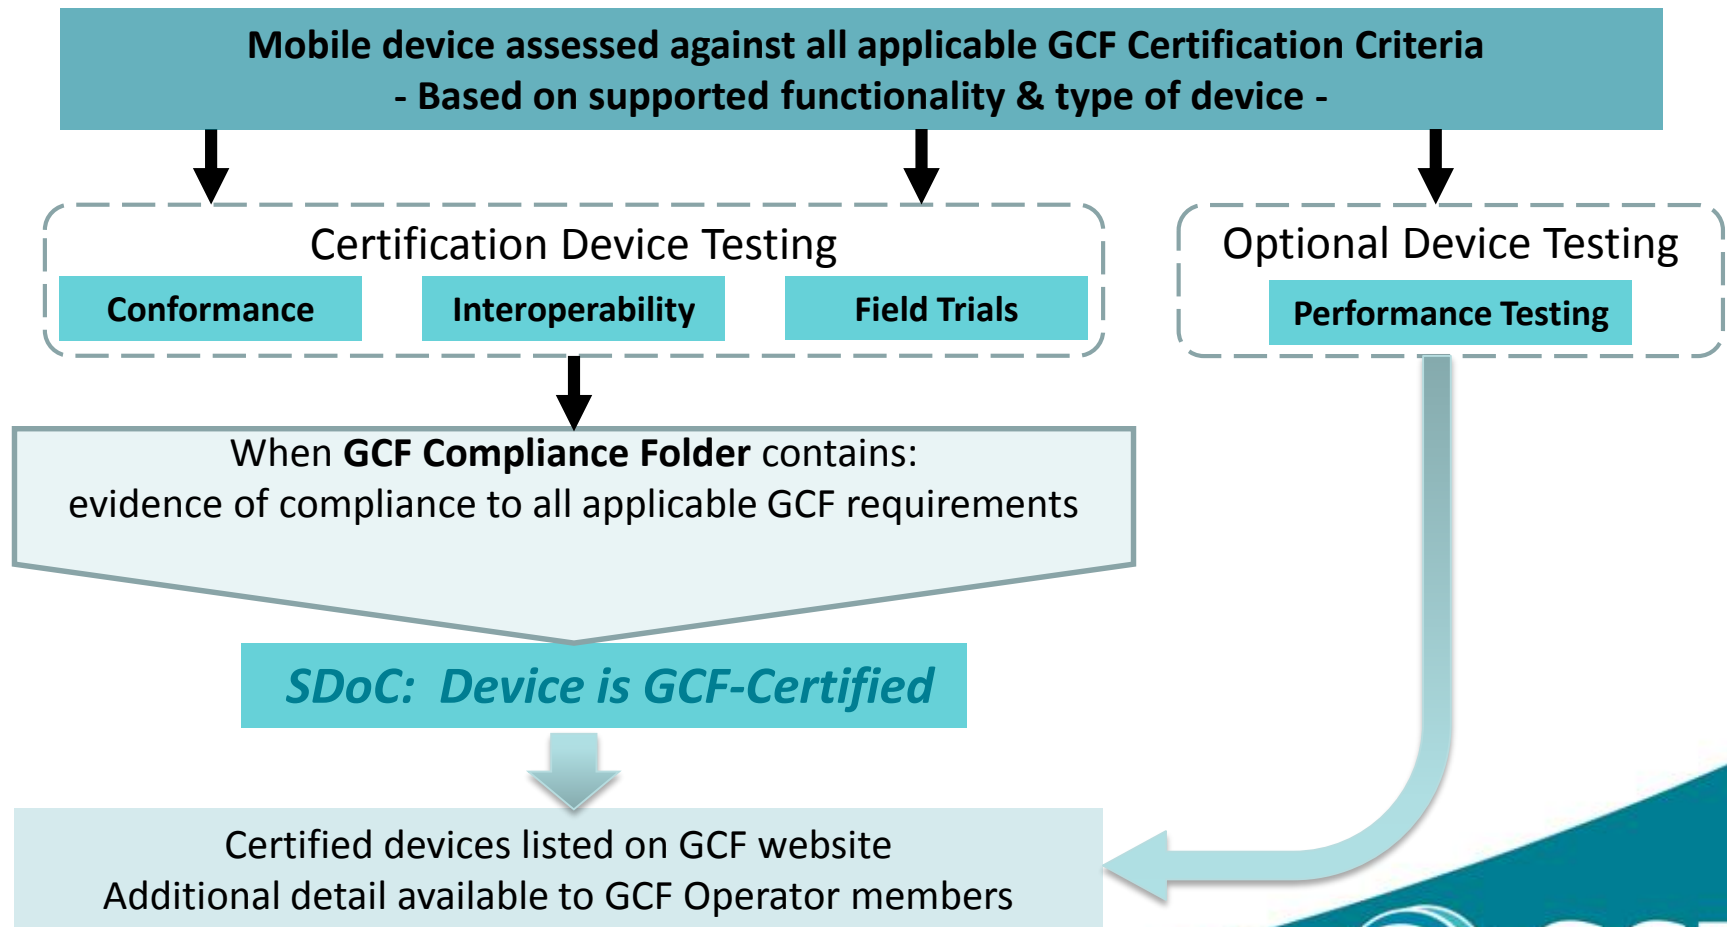 Mobile device assessed against all applicable GCF Certification Criteria
- Based on supported functionality & type of device -
Certification Device Testing
Conformance
Interoperability
Field Trials
Optional Device Testing
Performance Testing
When GCF Compliance Folder contains:
evidence of compliance to all applicable GCF requirements
SDoC: Device is GCF-Certified
Certified devices listed on GCF website
Additional detail available to GCF Operator members